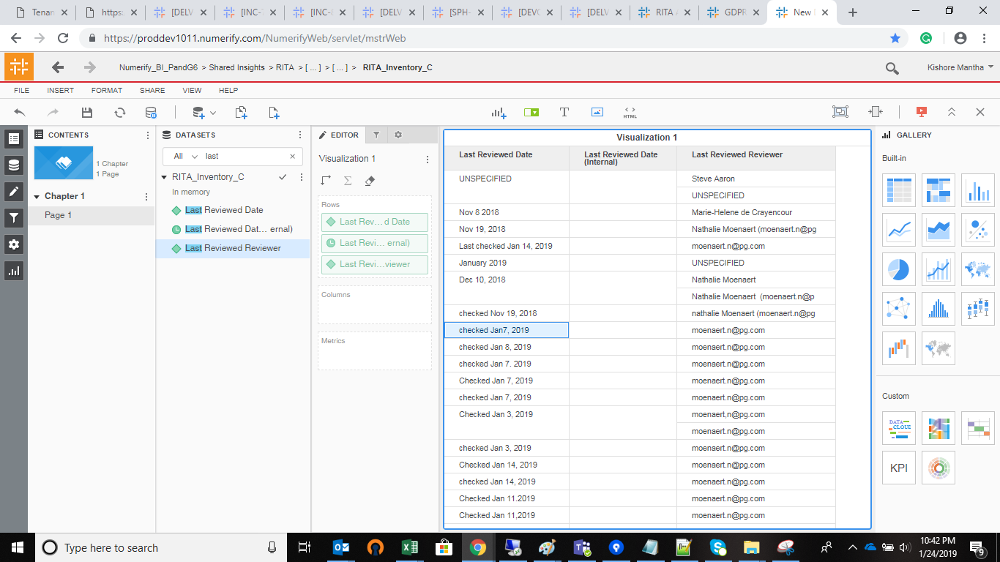 Tenan
https:
[DELV
[INC-
[INC-
[DELV
[SPH-
[DEVO
[DELV
RITA
GDPR
New
https://proddev1011.numerify.com/NumerifyWeb/servlet/mstrWeb
Numerify_BI_PandG6 > Shared Insights > RITA > [ ... ] > [ ... ] > RITA_Inventory_C
Kishore Mantha
FILE INSERT FORMAT SHARE VIEW HELP
T
HTML
CONTENTS
1 Chapter
1 Page
Chapter 1
Page 1
DATASETS
All last
RITA_Inventory_C
In memory
Last Reviewed Date
Last Reviewed Dat... ernal)
Last Reviewed Reviewer
EDITOR
Visualization 1
Σ
Rows
Last Rev... d Date
Last Revi... ernal)
Last Revi...viewer
Columns
Metrics
Visualization 1
Last Reviewed Date
Last Reviewed Date
(Internal)
Last Reviewed Reviewer
UNSPECIFIED Steve Aaron
UNSPECIFIED
Nov 8 2018 Marie-Helene de Crayencour
Nov 19, 2018 Nathalie Moenaert (moenaert.n@pg
Last checked Jan 14, 2019 moenaert.n@pg.com
January 2019 UNSPECIFIED
Dec 10, 2018 Nathalie Moenaert
Nathalie Moenaert (moenaert.n@p
checked Nov 19, 2018 nathalie Moenaert (moenaert.n@pg
checked Jan7, 2019 moenaert.n@pg.com
checked Jan 8, 2019 moenaert.n@pg.com
checked Jan 7. 2019 moenaert.n@pg.com
Checked Jan 7, 2019 moenaert.n@pg.com
checked Jan 7, 2019 moenaert.n@pg.com
Checked Jan 3, 2019 moenaert,n@pg.com
moenaert.n@pg.com
checked Jan 3, 2019 moenaert.n@pg.com
Checked Jan 14, 2019 moenaert.n@pg.com
checked Jan 14, 2019 moenaert.n@pg.com
Checked Jan 11.2019 moenaert.n@pg.com
Checked Jan 11,2019 moenaert.n@pg.com
GALLERY
Built-in
Custom
DATA
CLOUD
KPI
Type here to search
10:42 PM
1/24/2019
9